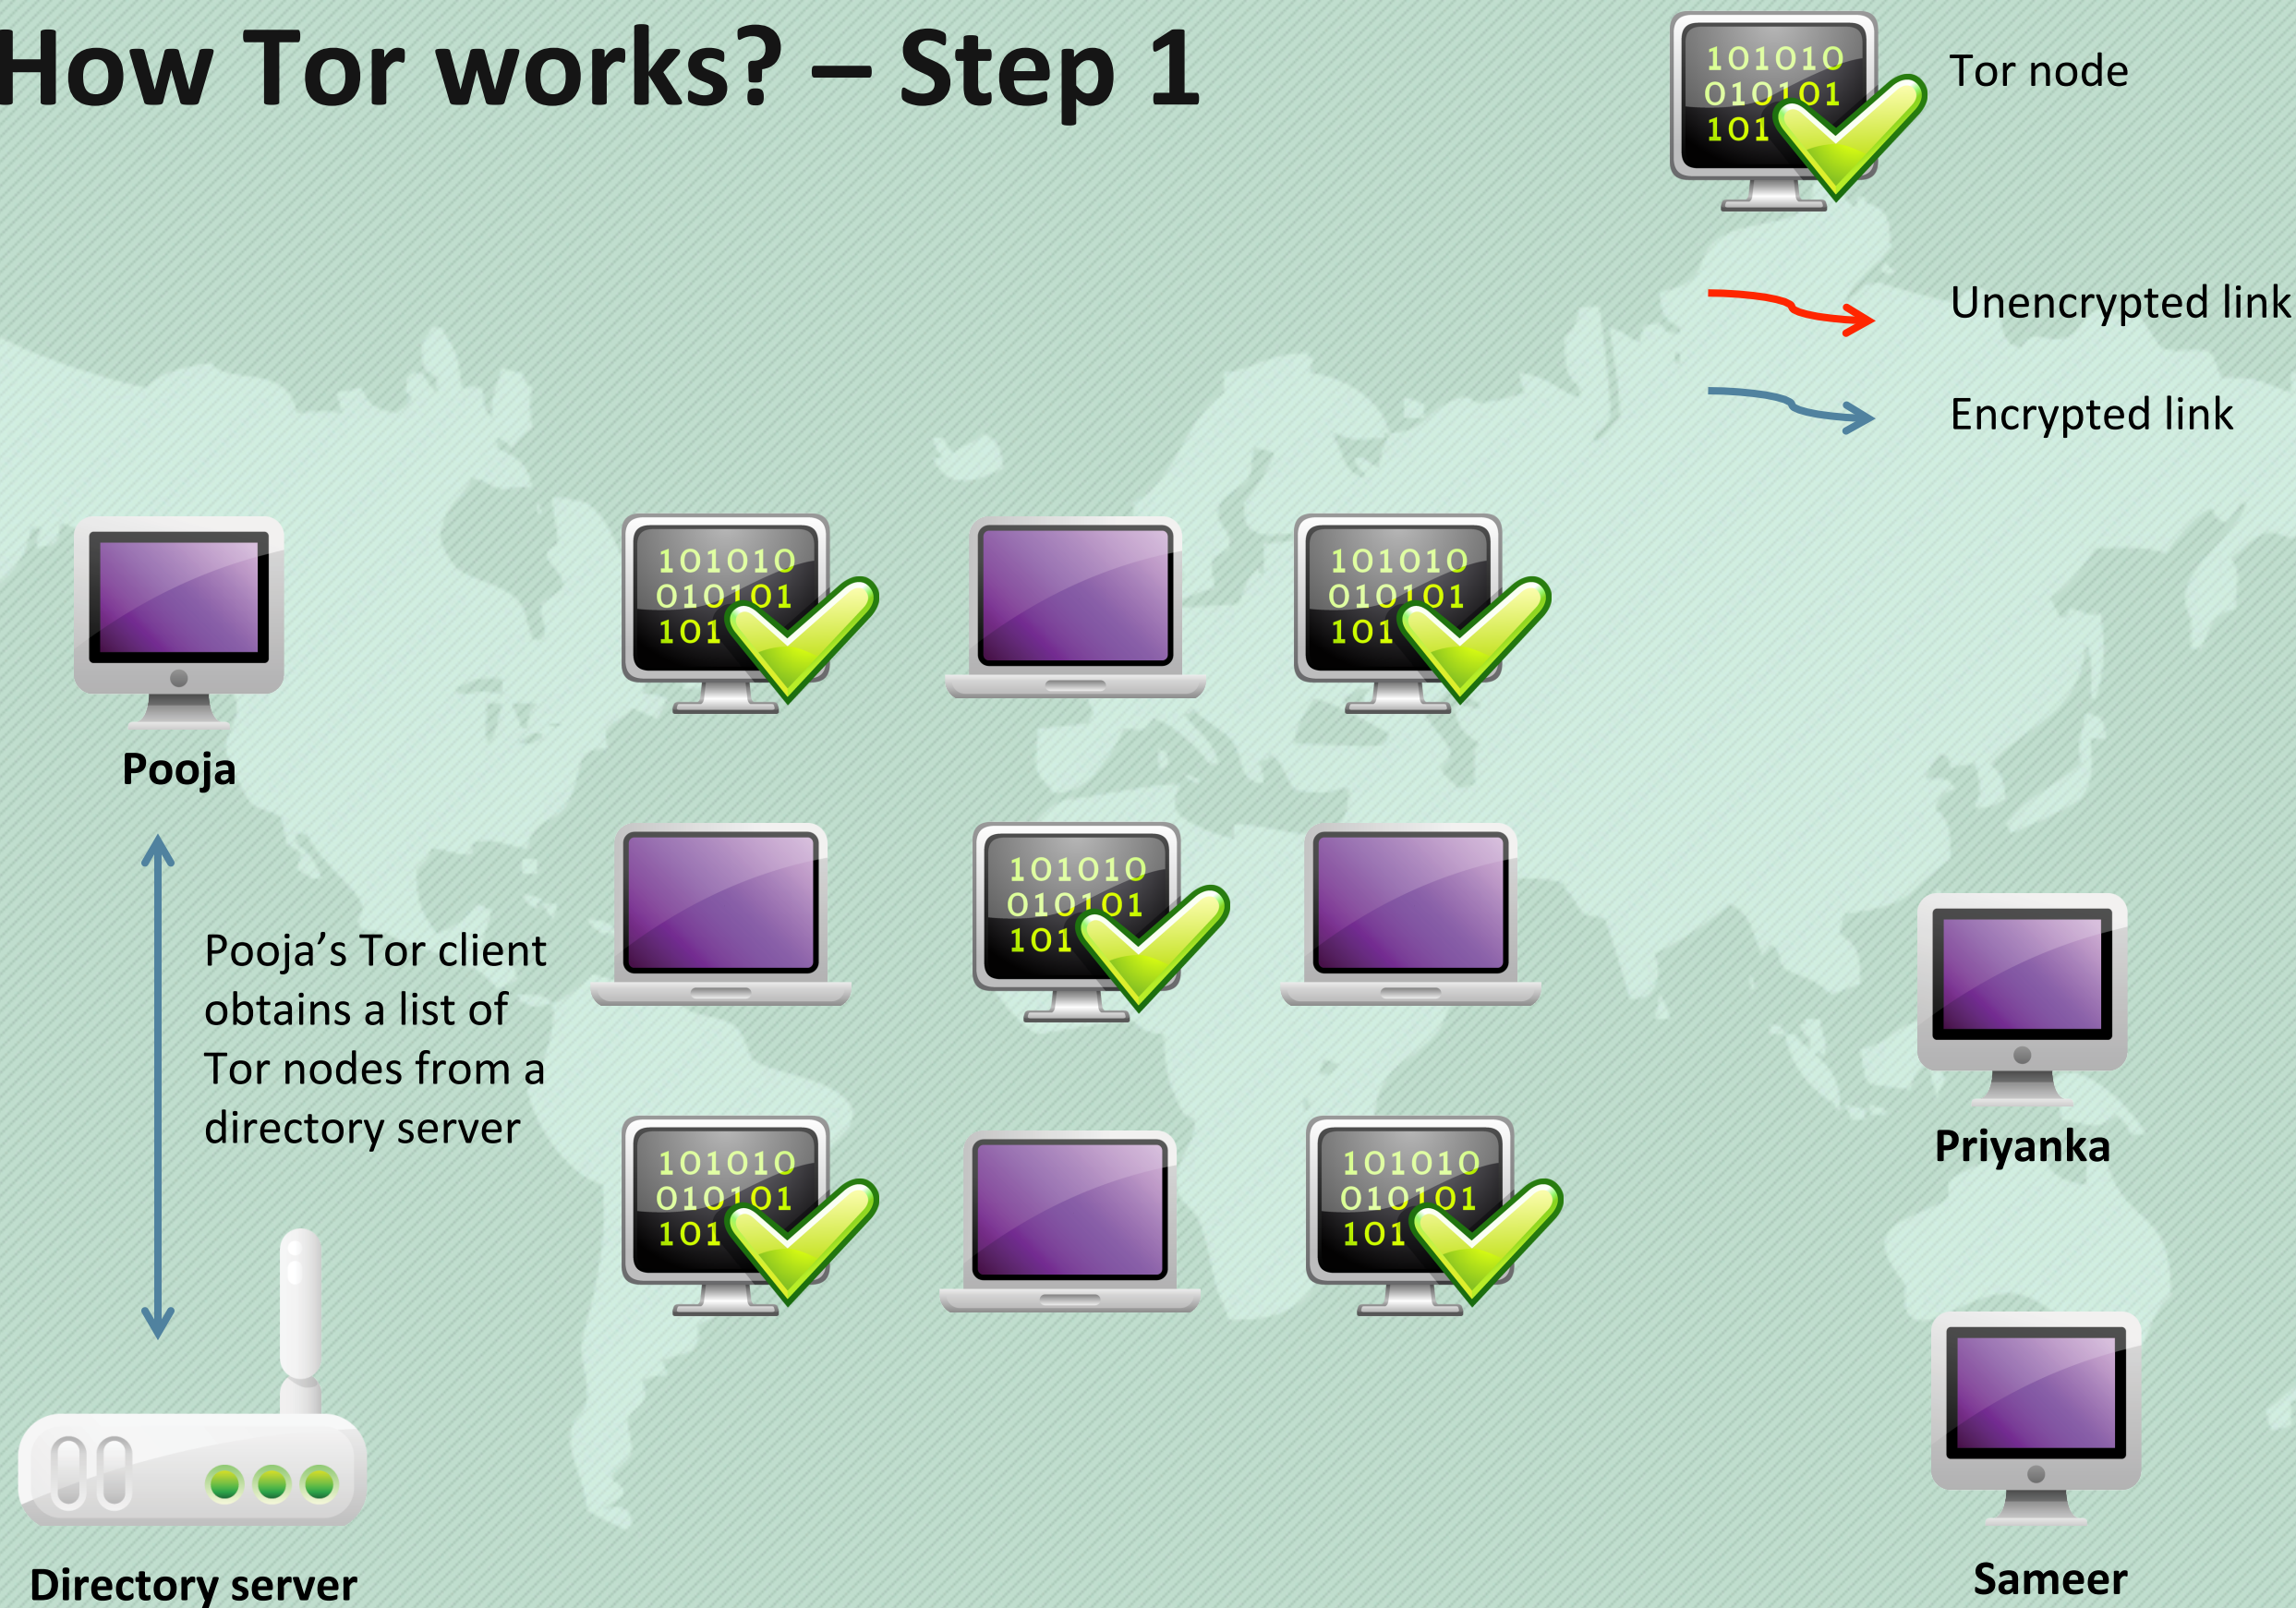 How Tor works? – Step 1
101010
010101
101
Tor node
Unencrypted link
Encrypted link
101010
010101
101
101010
010101
101
Pooja
101010
010101
101
Pooja’s Tor client
obtains a list of
Tor nodes from a
directory server
Priyanka
101010
010101
101
101010
010101
101
Directory server
Sameer